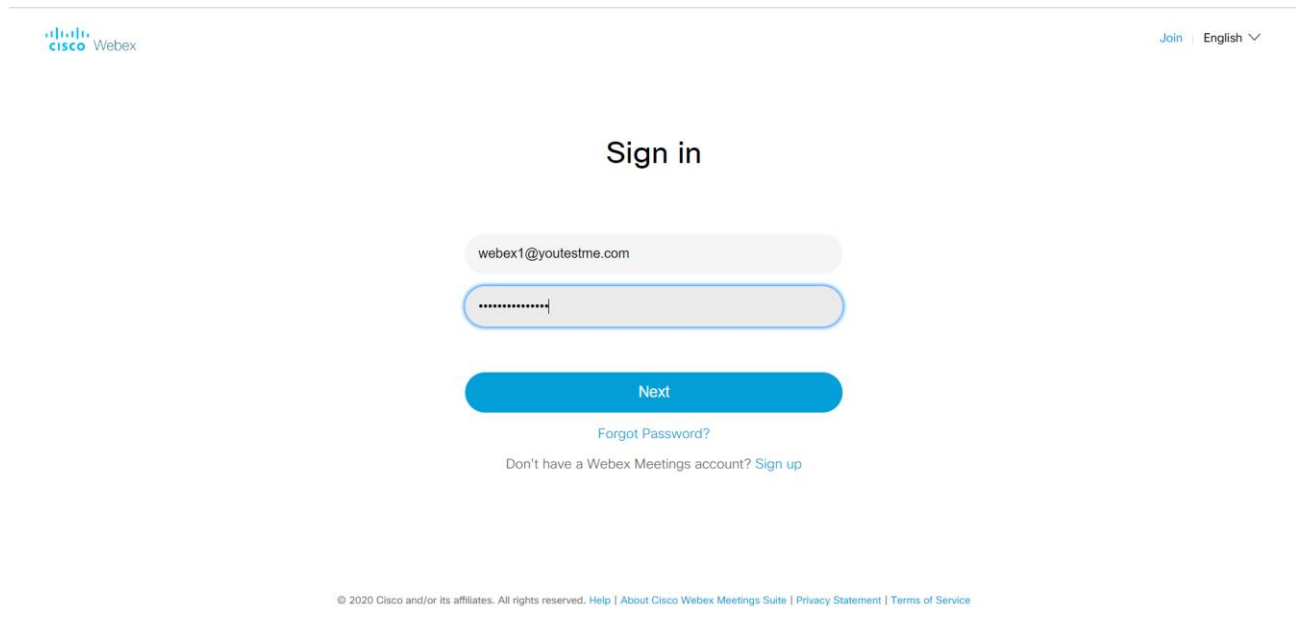 cisco Webex
Join | English
Sign in
webex1@youtestme.com
•••••••••••••••
Next
Forgot Password?
Don't have a Webex Meetings account? Sign up
© 2020 Cisco and/or its affiliates. All rights reserved. Help | About Cisco Webex Meetings Suite | Privacy Statement | Terms of Service